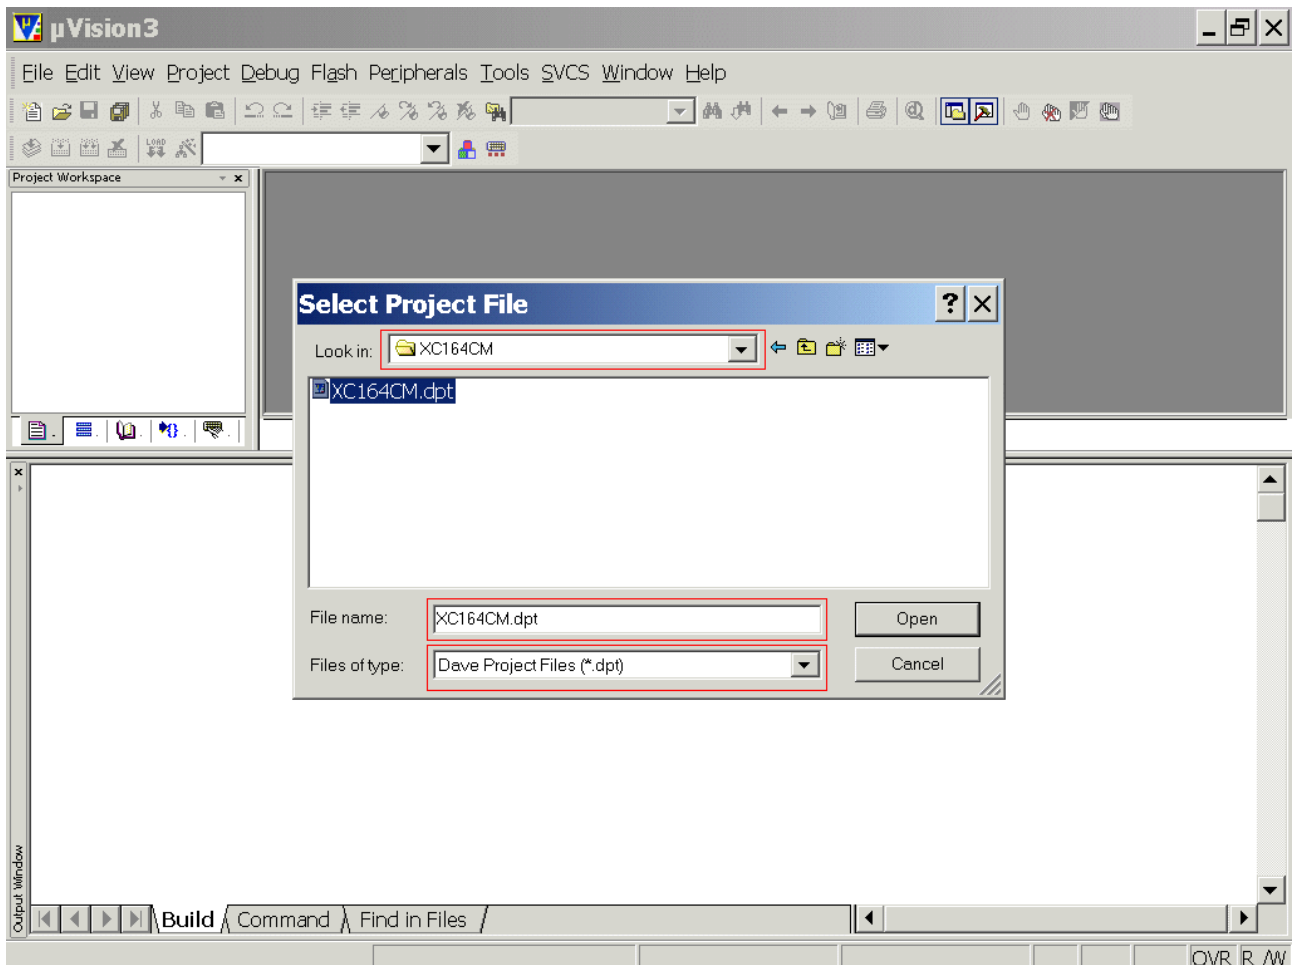 µVision3
File Edit View Project Debug Flash Peripherals Tools SVCS Window Help
LOAD
Project Workspace
Select Project File
Look in: XC164CM
XC164CM.dpt
File name: XC164CM.dpt
Open
Files of type: Dave Project Files (*.dpt)
Cancel
Output Window
Build Command Find in Files
OVR R /W